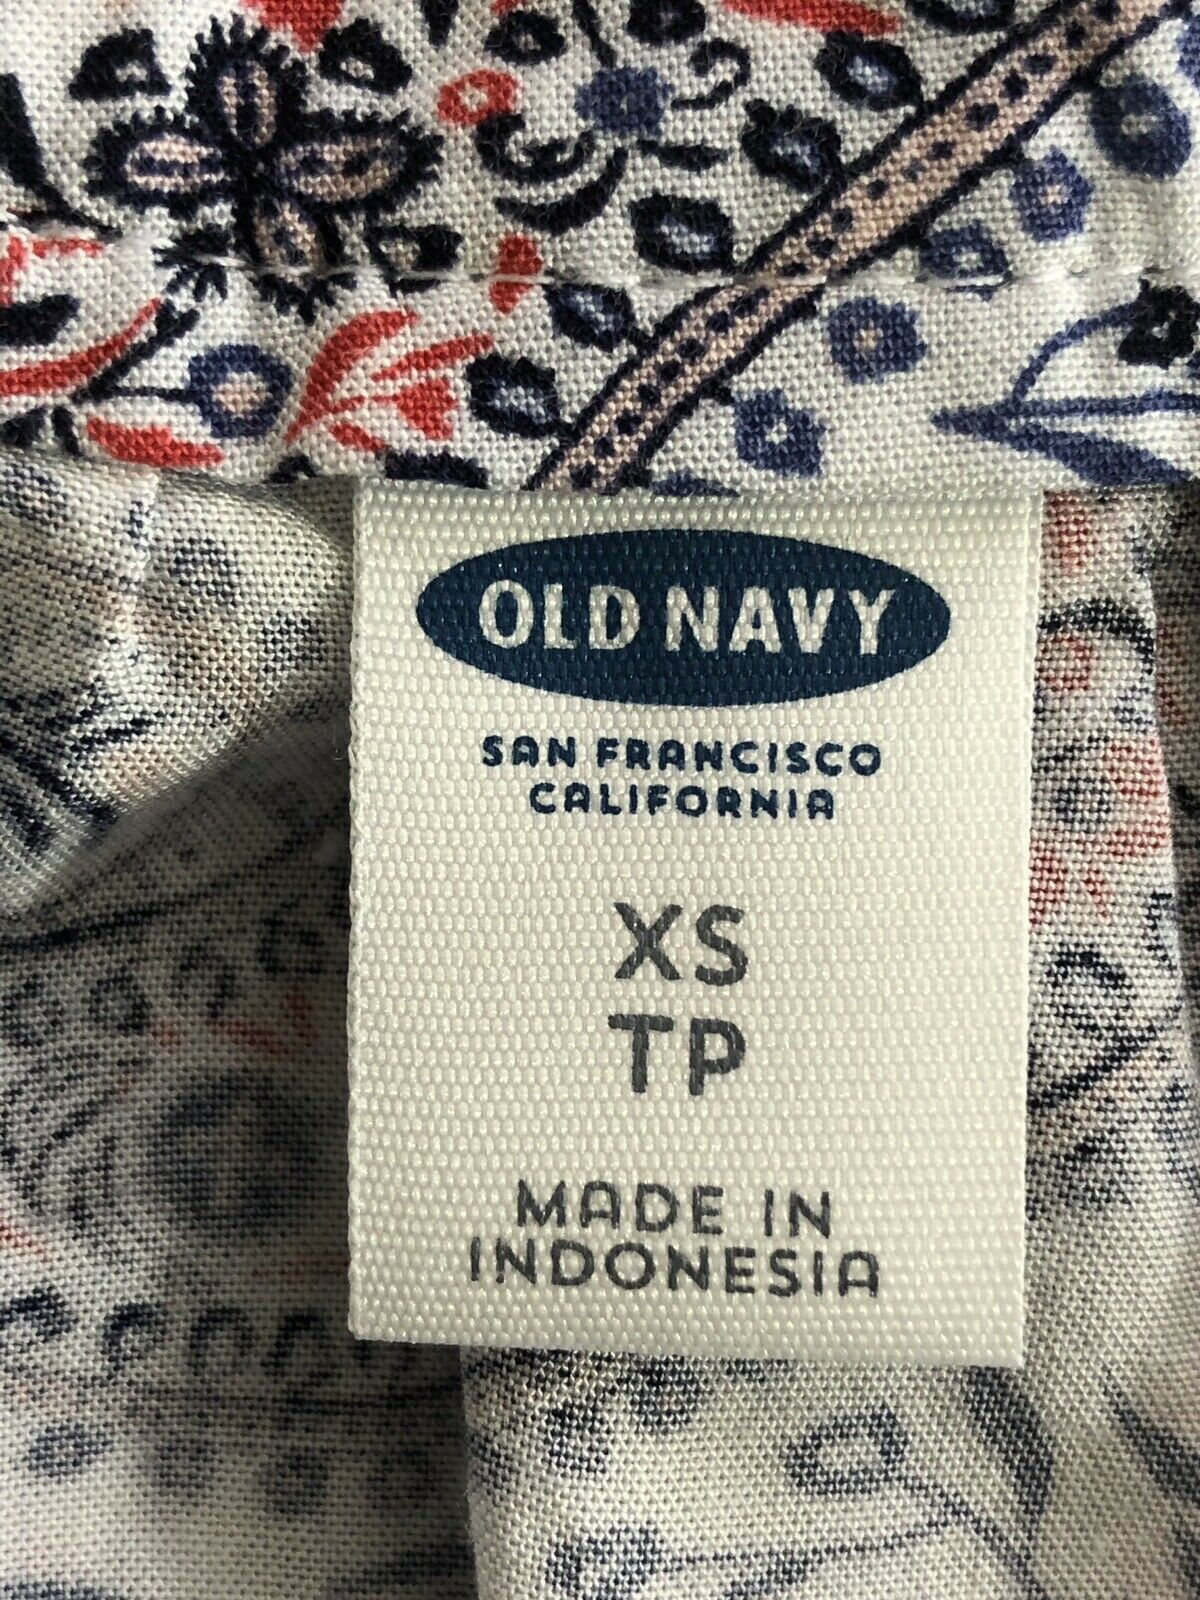 OLD NAVY
SAN FRANCISCO
CALIFORNIA
XS
TP
MADE IN
INDONESIA